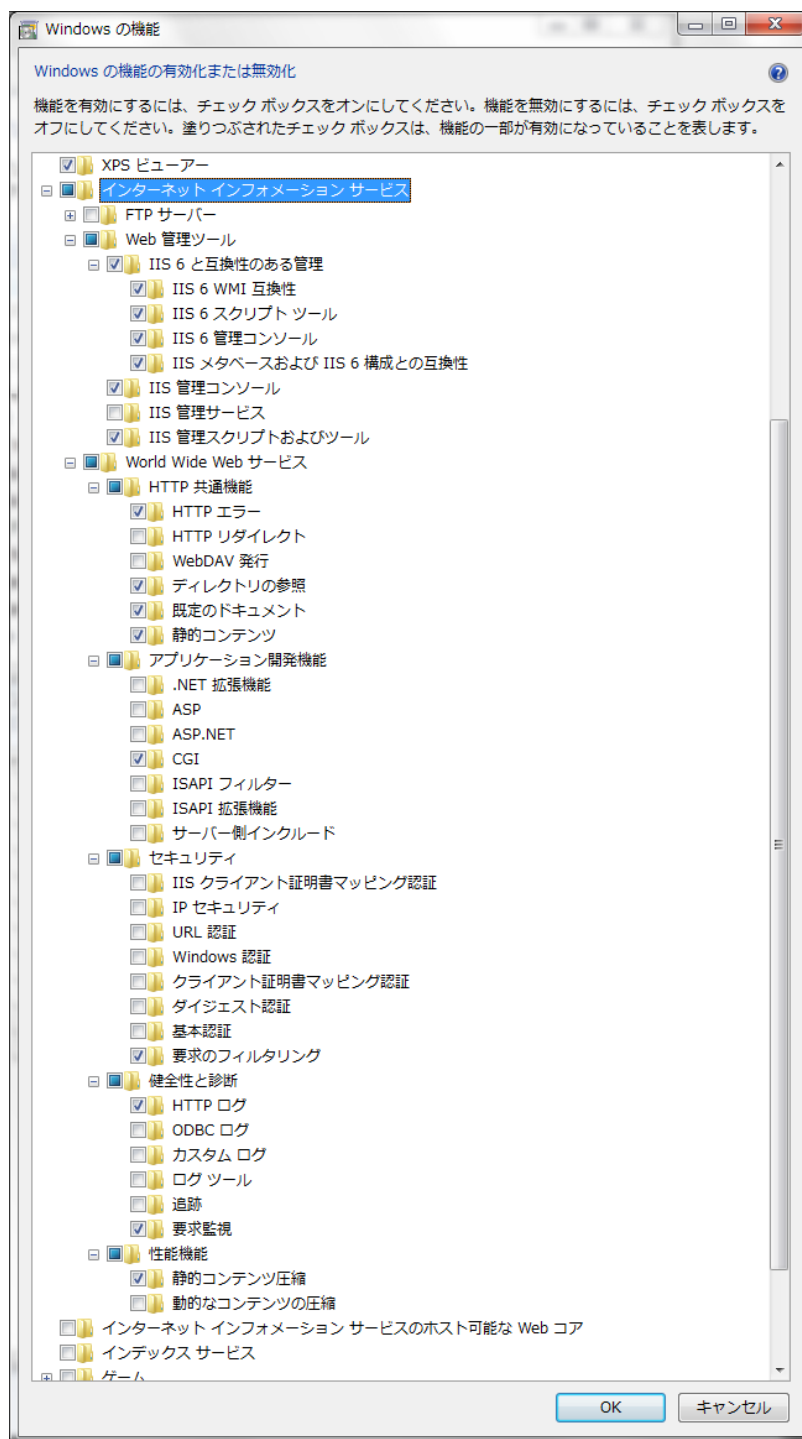 Windows の機能
Windows の機能の有効化または無効化
機能を有効にするには、チェック ボックスをオンにしてください。機能を無効にするには、チェック ボックスを
オフにしてください。塗りつぶされたチェック ボックスは、機能の一部が有効になっていることを表します。
XPS ビューアー
インターネット インフォメーション サービス
FTP サーバー
Web 管理ツール
IIS 6 と互換性のある管理
IIS 6 WMI 互換性
IIS 6 スクリプト ツール
IIS 6 管理コンソール
IIS メタベースおよび IIS 6 構成との互換性
IIS 管理コンソール
IIS 管理サービス
IIS 管理スクリプトおよびツール
World Wide Web サービス
HTTP 共通機能
HTTP エラー
HTTP リダイレクト
WebDAV 発行
ディレクトリの参照
既定のドキュメント
静的コンテンツ
アプリケーション開発機能
.NET 拡張機能
ASP
ASP.NET
CGI
ISAPI フィルター
ISAPI 拡張機能
サーバー側インクルード
セキュリティ
IIS クライアント証明書マッピング認証
IP セキュリティ
URL 認証
Windows 認証
クライアント証明書マッピング認証
ダイジェスト認証
基本認証
要求のフィルタリング
健全性と診断
HTTP ログ
ODBC ログ
カスタム ログ
ログ ツール
追跡
要求監視
性能機能
静的コンテンツ圧縮
動的なコンテンツの圧縮
インターネット インフォメーション サービスのホスト可能な Web コア
インデックス サービス
ゲーム
OK
キャンセル